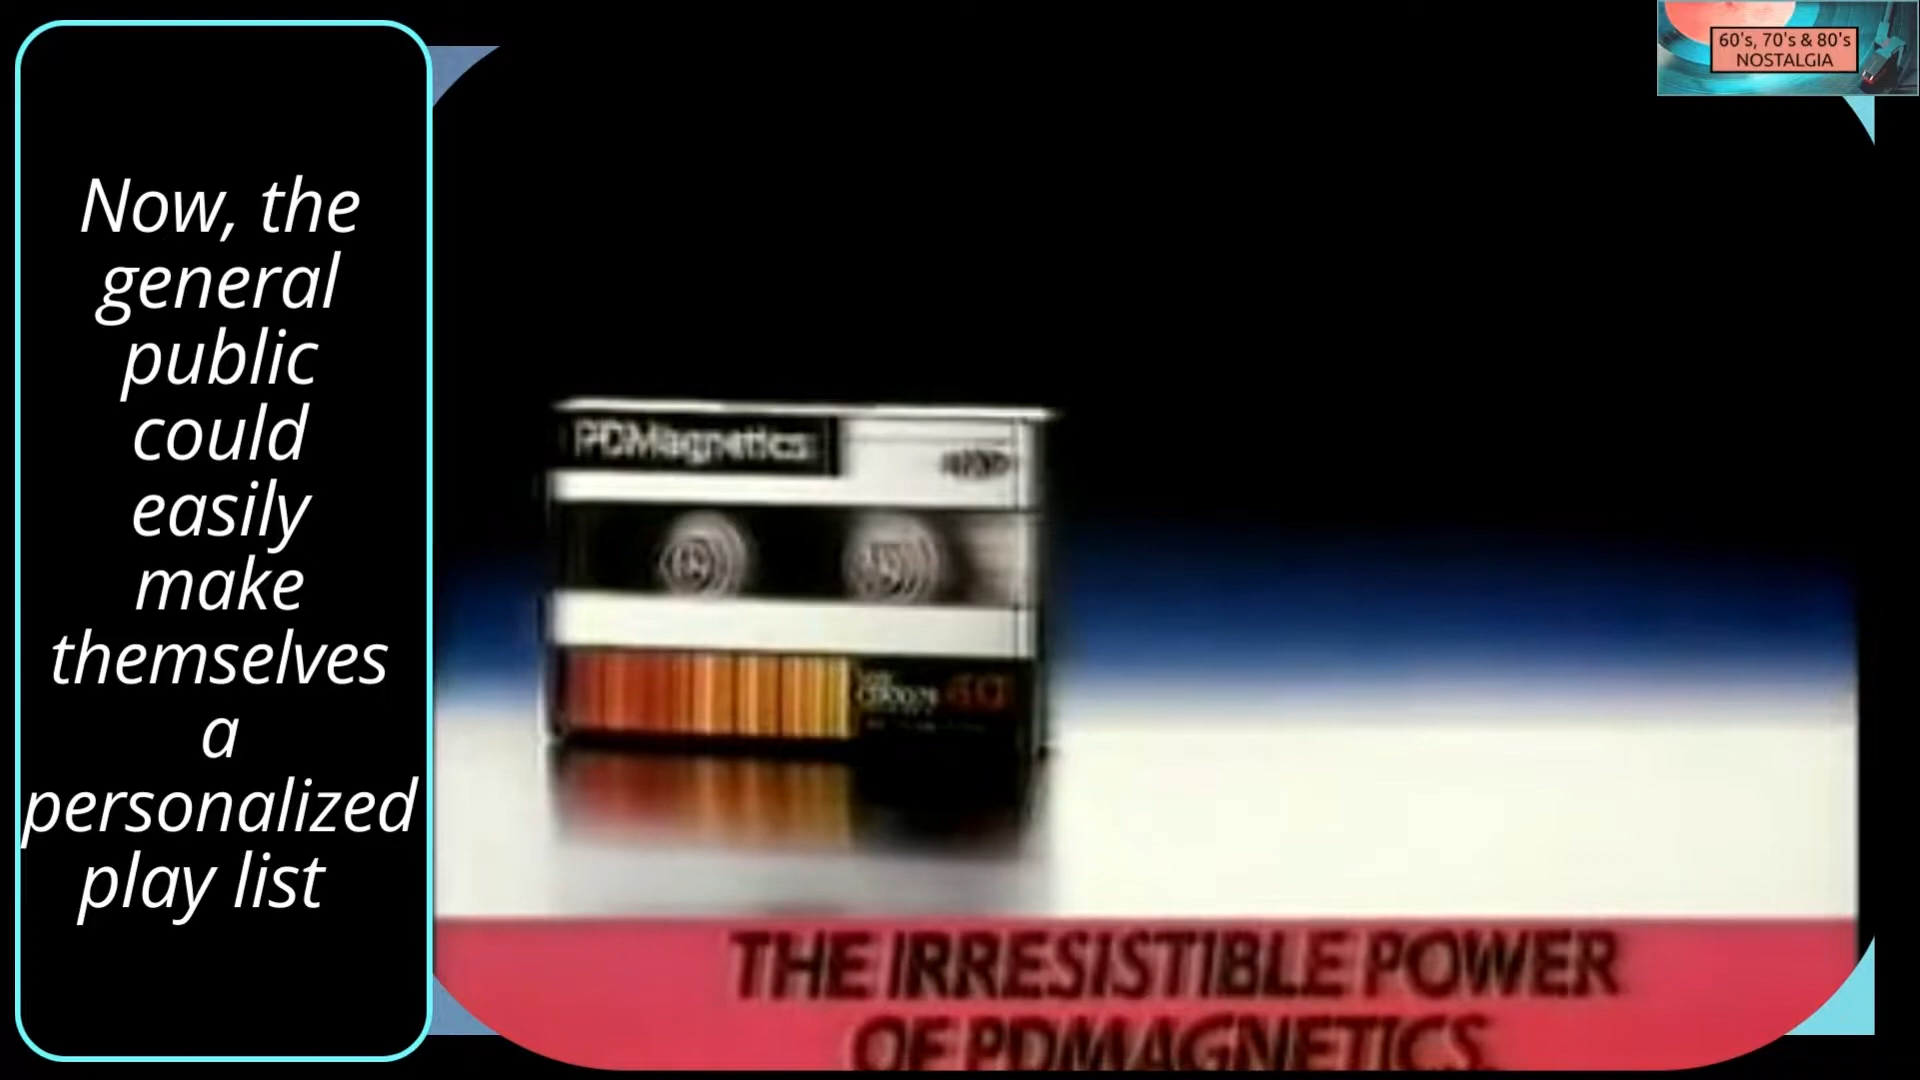 Now, the
general
public
could
easily
make
themselves
a
personalized
play list
60's, 70's & 80's
NOSTALGIA
PDMagnetics
THE IRRESISTIBLE POWER
OF PDMAGNETICS.